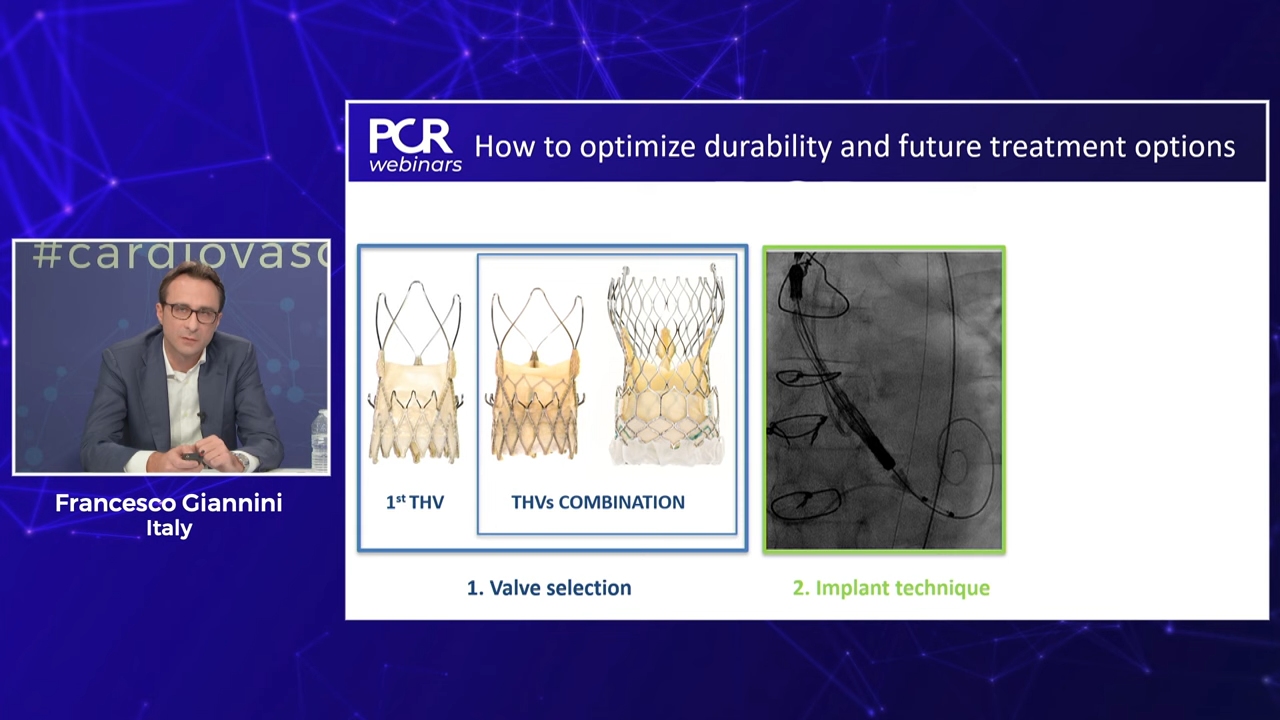 PCR
webinars
How to optimize durability and future treatment options
#cardiovasc
Francesco Giannini
Italy
1st THV
THVs COMBINATION
1. Valve selection
2. Implant technique